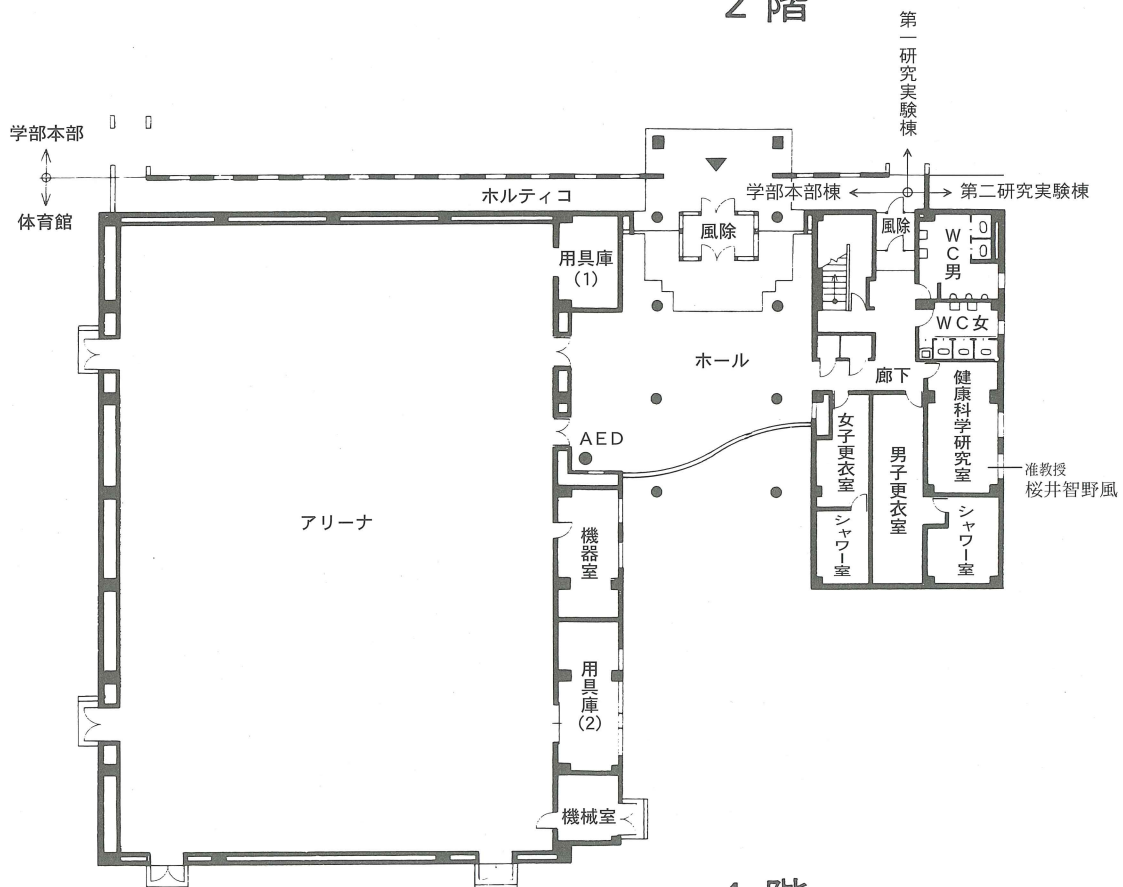 2 階
第一研究実験棟
学部本部
体育館
ホルティコ
学部本部棟
第二研究実験棟
風除
風除
WC男
用具庫
(1)
WC女
ホール
廊下
健康科学研究室
AED
女子更衣室
男子更衣室
准教授
桜井智野風
アリーナ
機器室
シャワー室
シャワー室
用具庫
(2)
機械室
1 階